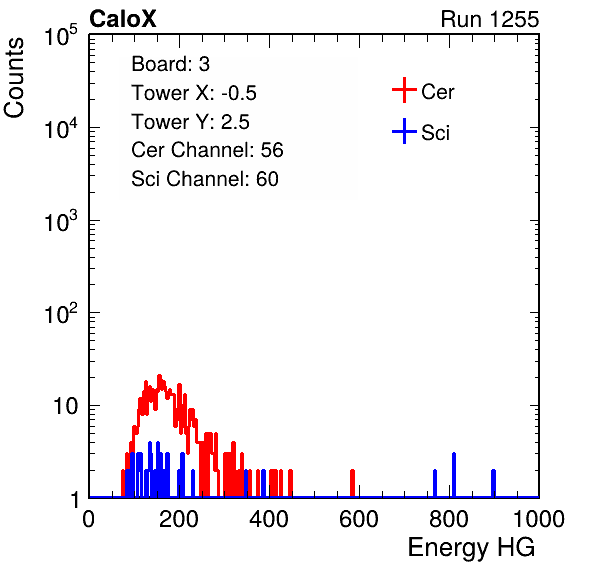 CaloX Run 1255
Counts
Board: 3
Tower X: -0.5
Tower Y: 2.5
Cer Channel: 56
Sci Channel: 60
Cer
Sci
10^5
10^4
10^3
10^2
10
1
0 200 400 600 800 1000
Energy HG